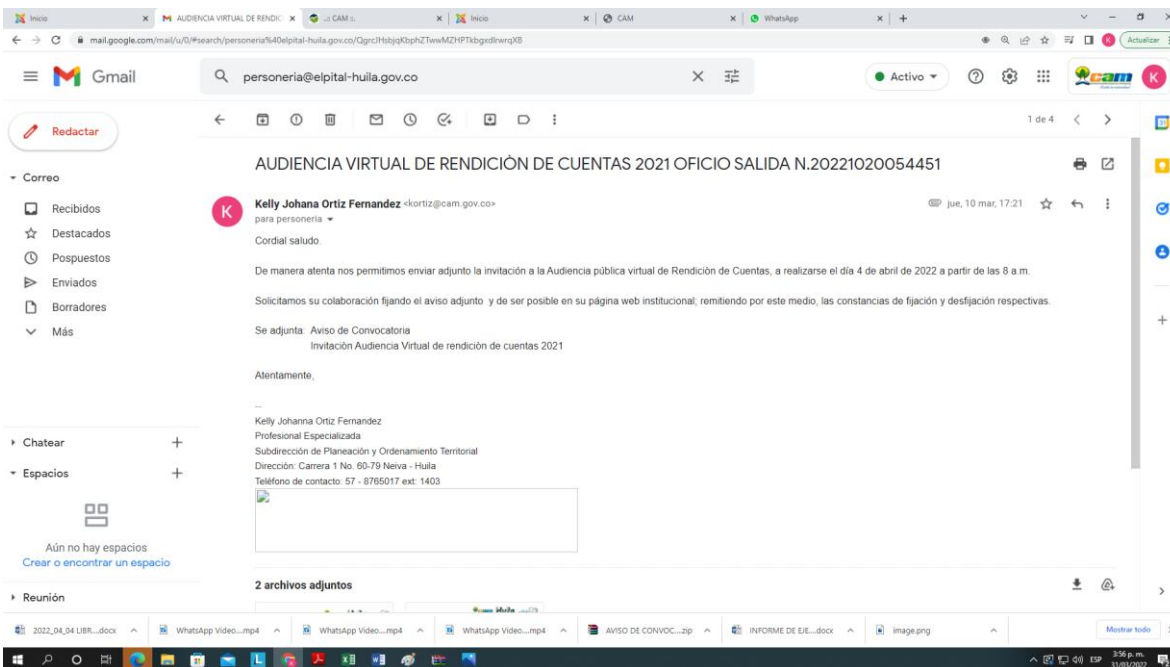 Inicio
AUDIENCIA VIRTUAL DE RENDIC
CAM
Inicio
CAM
WhatsApp
mail.google.com/mail/u/0/#search/personeria%40elpital-huila.gov.co/QgrcJHsbjqKbphZTwwMZHPTkbgxdlrwrqXB
Actualizar
Gmail
personeria@elpital-huila.gov.co
Activo
cam
K
Redactar
1 de 4
AUDIENCIA VIRTUAL DE RENDICIÓN DE CUENTAS 2021 OFICIO SALIDA N.20221020054451
Correo
Recibidos
Destacados
Pospuestos
Enviados
Borradores
Más
K
Kelly Johana Ortiz Fernandez <kortiz@cam.gov.co>
jue, 10 mar, 17:21
para personeria
Cordial saludo.
De manera atenta nos permitimos enviar adjunto la invitación a la Audiencia pública virtual de Rendición de Cuentas, a realizarse el día 4 de abril de 2022 a partir de las 8 a.m.
Solicitamos su colaboración fijando el aviso adjunto y de ser posible en su página web institucional; remitiendo por este medio, las constancias de fijación y desfijación respectivas.
Se adjunta: Aviso de Convocatoria
Invitación Audiencia Virtual de rendición de cuentas 2021
Atentamente,
--
Kelly Johanna Ortiz Fernandez
Profesional Especializada
Subdirección de Planeación y Ordenamiento Territorial
Dirección: Carrera 1 No. 60-79 Neiva - Huila
Teléfono de contacto: 57 - 8765017 ext: 1403
Chatear
Espacios
Aún no hay espacios
Crear o encontrar un espacio
Reunión
2 archivos adjuntos
2022_04_04 LIBR....docx
WhatsApp Video....mp4
WhatsApp Video....mp4
WhatsApp Video....mp4
AVISO DE CONVOC....zip
INFORME DE EJE....docx
image.png
Mostrar todo
ESP
3:56 p. m.
31/03/2022